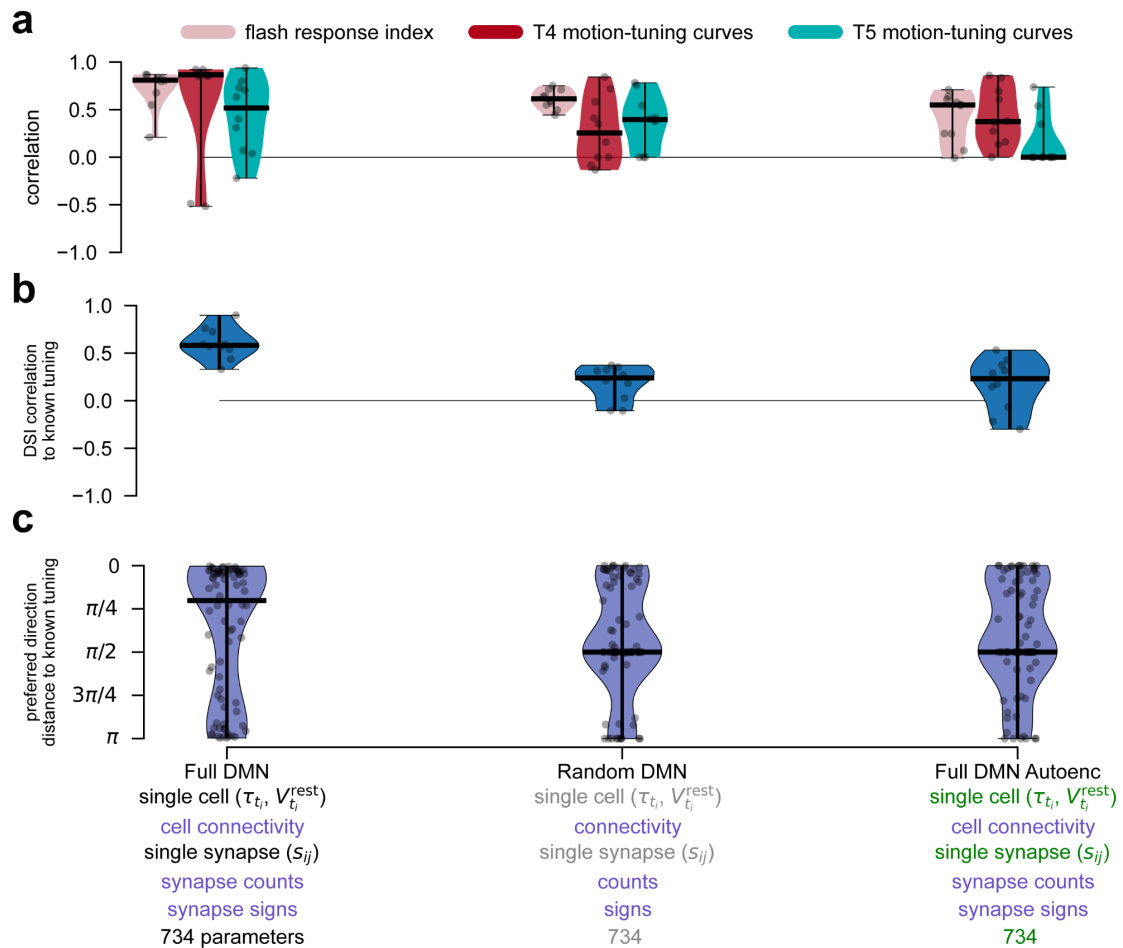 a
flash response index
T4 motion-tuning curves
T5 motion-tuning curves
correlation
1.0
0.5
0.0
−0.5
−1.0
b
DSI correlation
to known tuning
1.0
0.5
0.0
−0.5
−1.0
c
preferred direction
distance to known tuning
0
π/4
π/2
3π/4
π
Full DMN
single cell (τ_{t_i}, V_{t_i}^{rest})
cell connectivity
single synapse (s_{ij})
synapse counts
synapse signs
734 parameters
Random DMN
single cell (τ_{t_i}, V_{t_i}^{rest})
connectivity
single synapse (s_{ij})
counts
signs
734
Full DMN Autoenc
single cell (τ_{t_i}, V_{t_i}^{rest})
cell connectivity
single synapse (s_{ij})
synapse counts
synapse signs
734